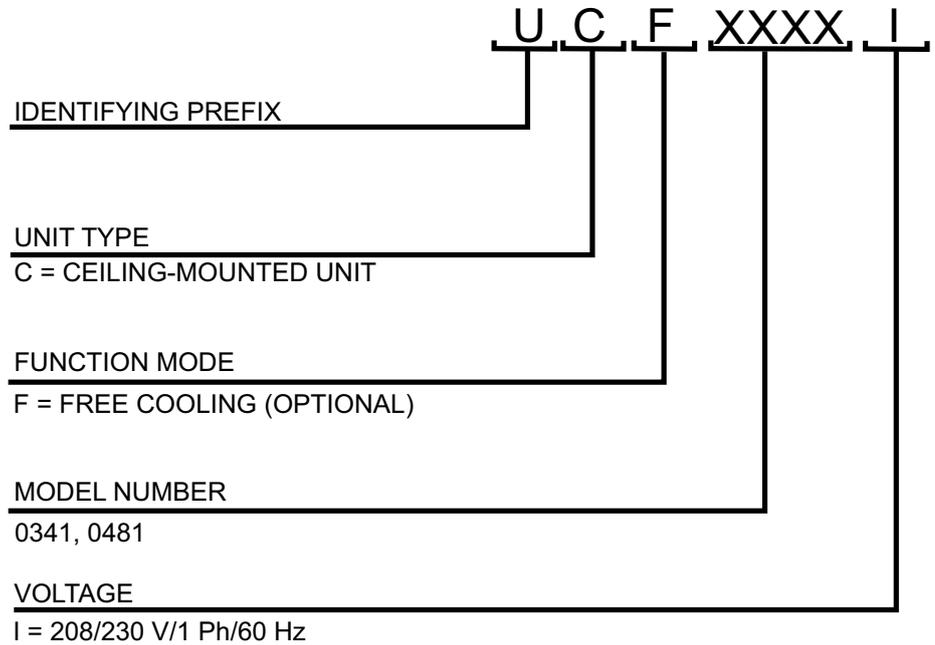 U C F XXXX I
IDENTIFYING PREFIX
UNIT TYPE
C = CEILING-MOUNTED UNIT
FUNCTION MODE
F = FREE COOLING (OPTIONAL)
MODEL NUMBER
0341, 0481
VOLTAGE
I = 208/230 V/1 Ph/60 Hz